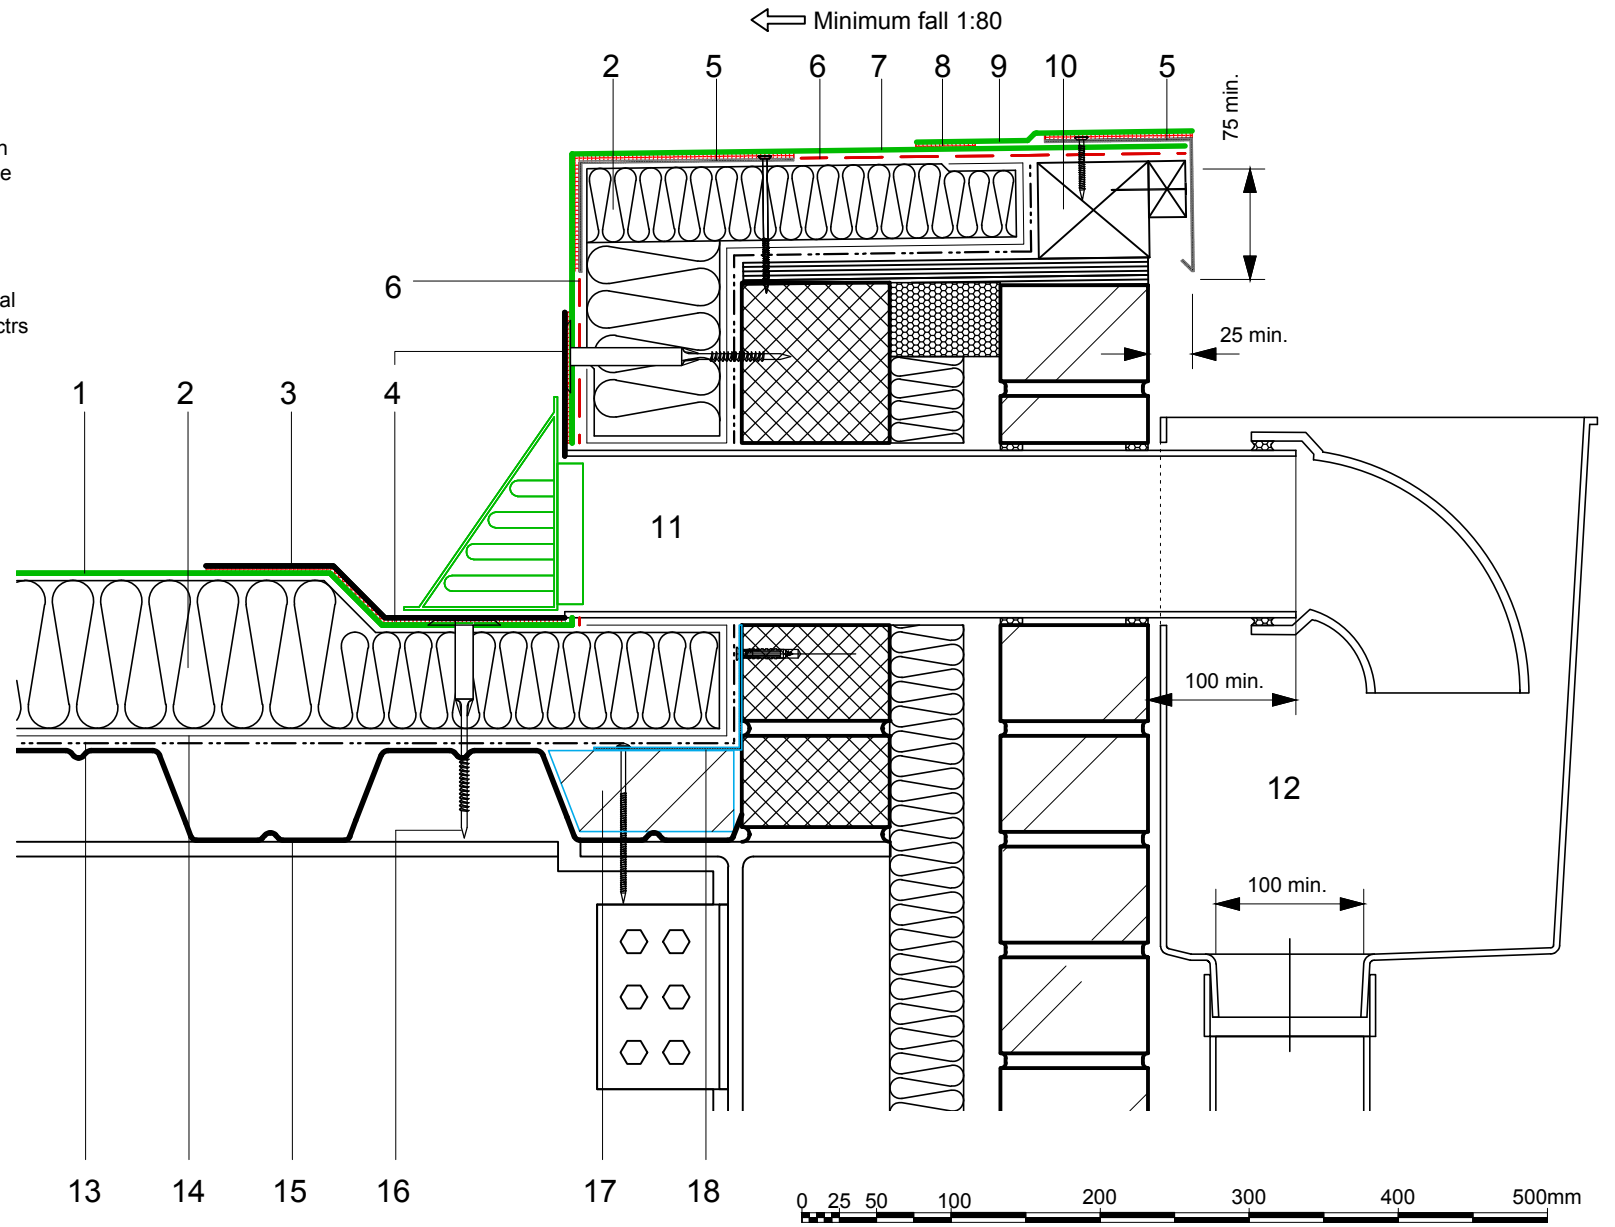 Minimum fall 1:80
2 5 6 7 8 9 10 5
75 min.
n
e
6
al
ctrs
25 min.
1 2 3 4
11
100 min.
12
100 min.
13 14 15 16 17 18
0 25 50 100 200 300 400 500mm